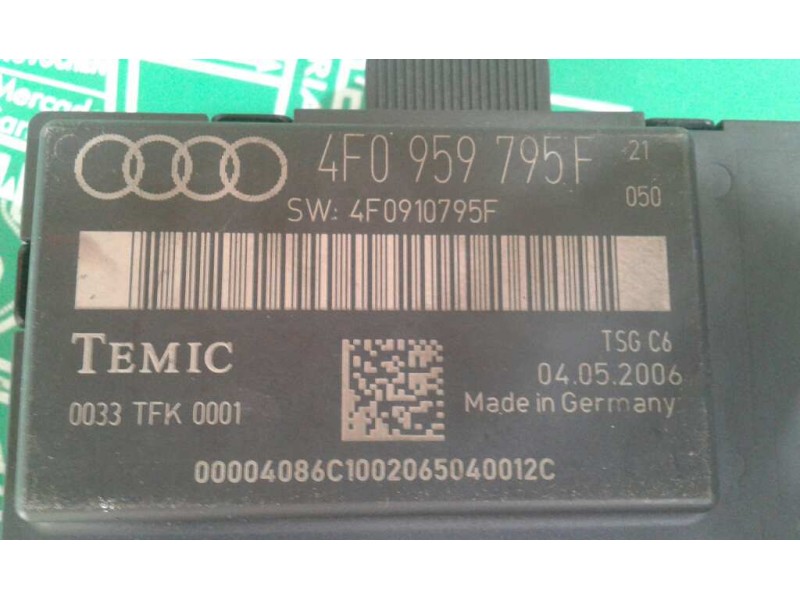 4F0 959 795F 21
050
SW: 4F0910795F
TEMIC
TSG C6
04.05.2006
0033 TFK 0001
Made in Germany
00004086C1002065040012C